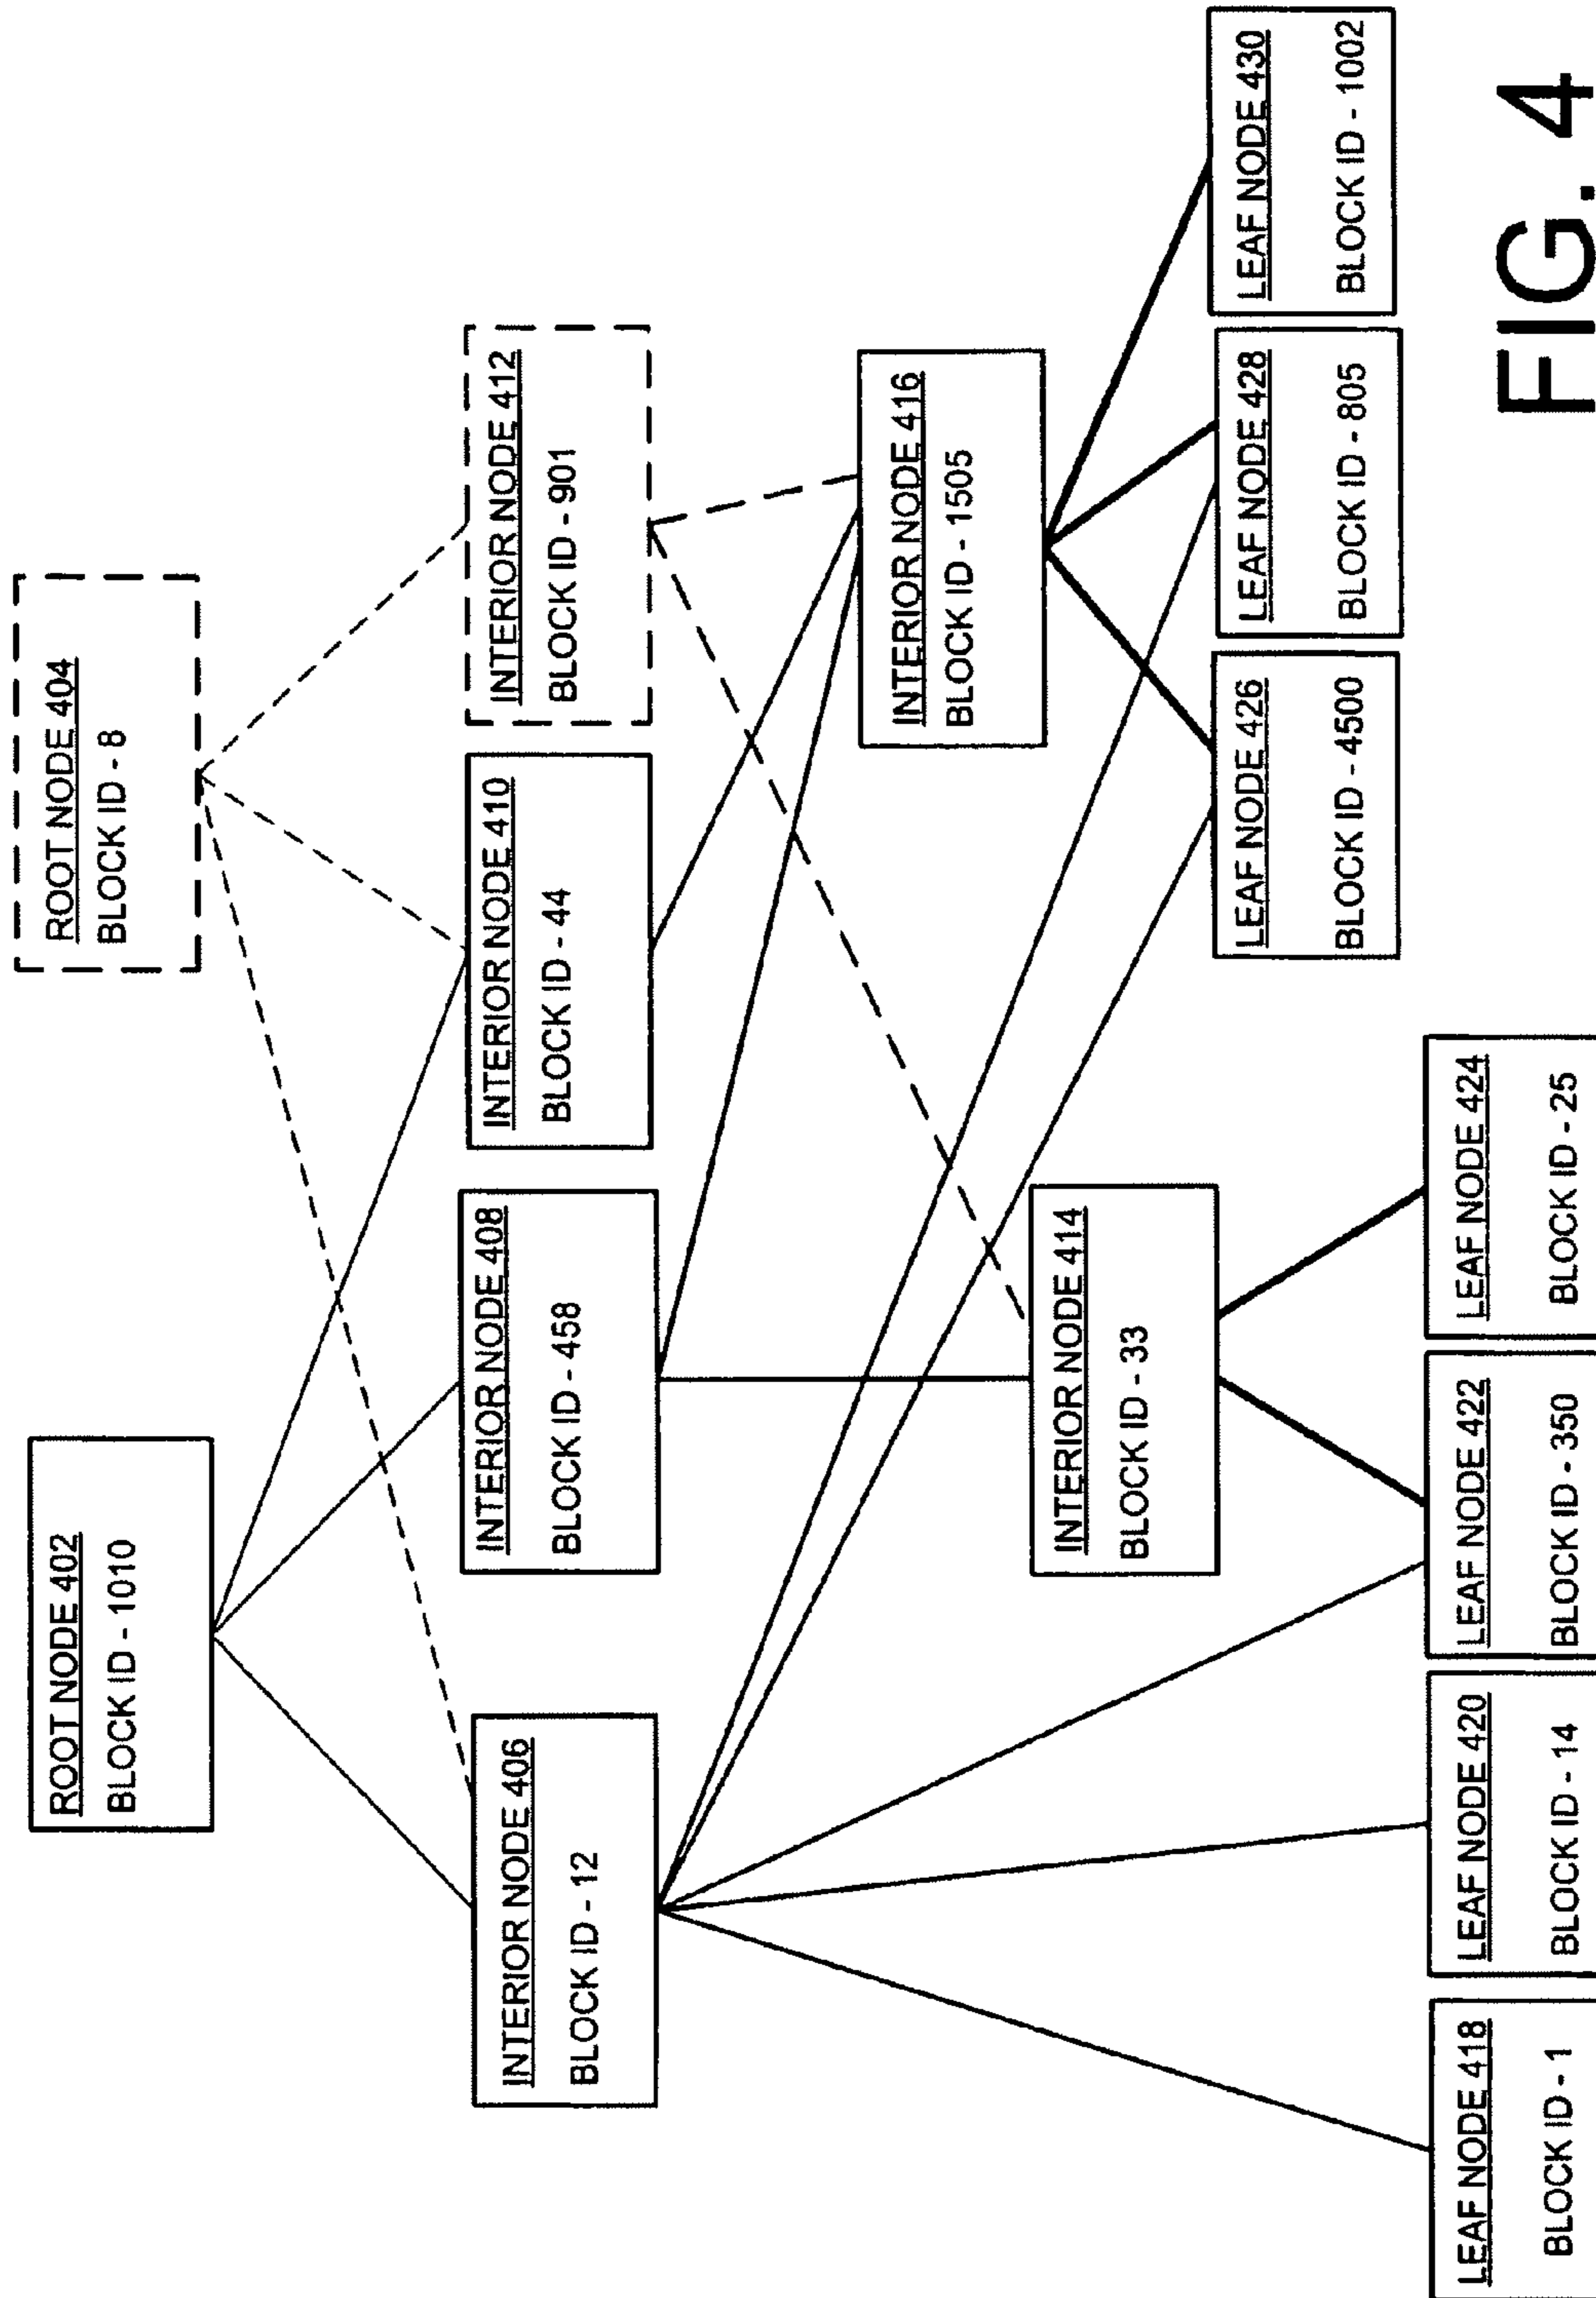 ROOT NODE 402
BLOCK ID - 1010
ROOT NODE 404
BLOCK ID - 8
INTERIOR NODE 406
BLOCK ID - 12
INTERIOR NODE 408
BLOCK ID - 458
INTERIOR NODE 410
BLOCK ID - 44
INTERIOR NODE 412
BLOCK ID - 901
INTERIOR NODE 414
BLOCK ID - 33
INTERIOR NODE 416
BLOCK ID - 1505
LEAF NODE 418
BLOCK ID - 1
LEAF NODE 420
BLOCK ID - 14
LEAF NODE 422
BLOCK ID - 350
LEAF NODE 424
BLOCK ID - 25
LEAF NODE 426
BLOCK ID - 4500
LEAF NODE 428
BLOCK ID - 805
LEAF NODE 430
BLOCK ID - 1002
FIG. 4